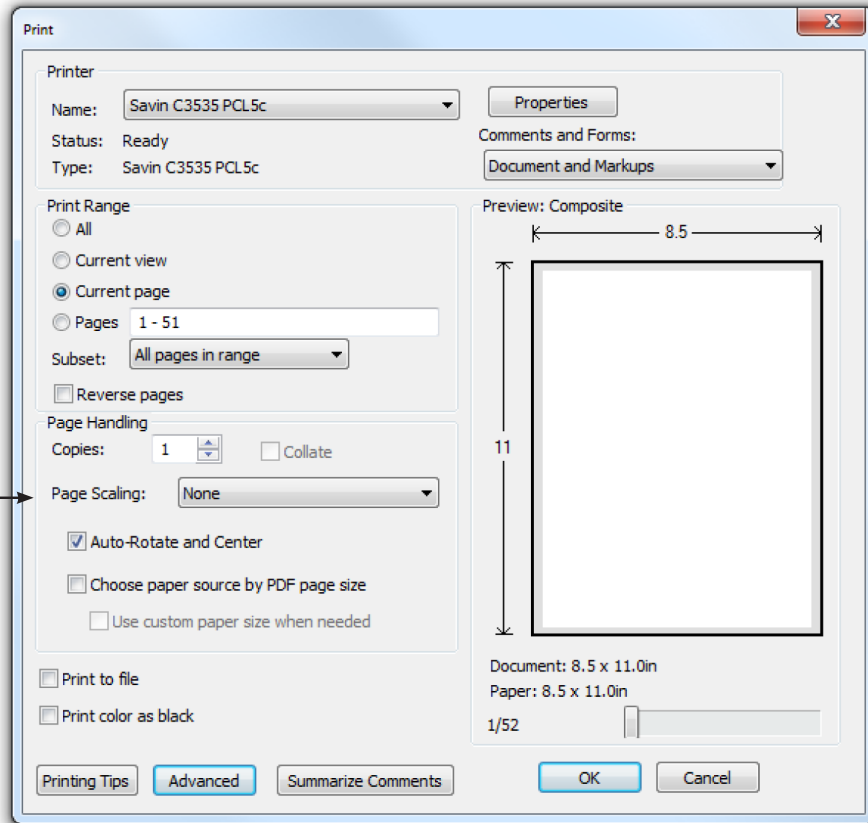 Print
Printer
Name: Savin C3535 PCL5c Properties
Status: Ready Comments and Forms:
Type: Savin C3535 PCL5c Document and Markups
Print Range
All
Current view
Current page
Pages 1 - 51
Subset: All pages in range
Reverse pages
Page Handling
Copies: 1 Collate
Page Scaling: None
Auto-Rotate and Center
Choose paper source by PDF page size
Use custom paper size when needed
Print to file
Print color as black
Preview: Composite
8.5
11
Document: 8.5 x 11.0in
Paper: 8.5 x 11.0in
1/52
Printing Tips Advanced Summarize Comments OK Cancel